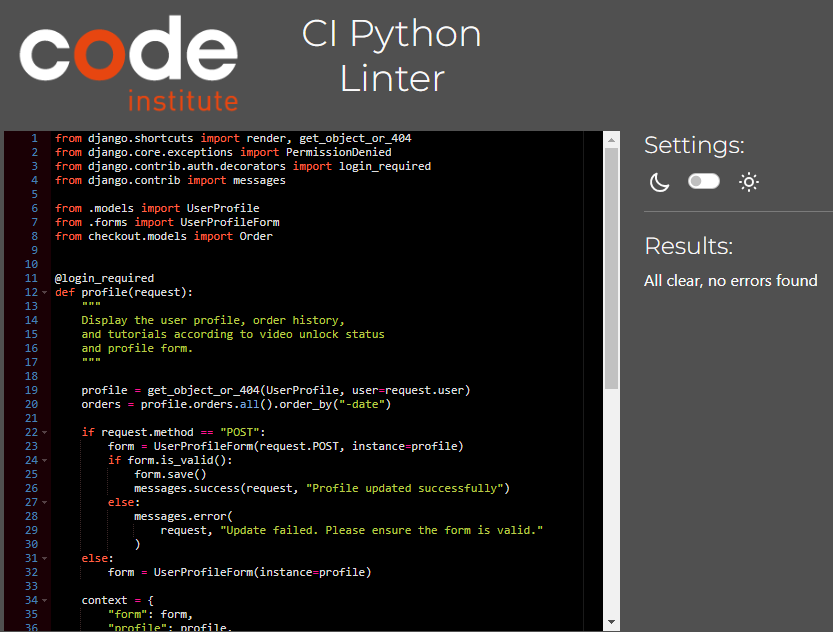 code
institute
CI Python
Linter
1 from django.shortcuts import render, get_object_or_404
2 from django.core.exceptions import PermissionDenied
3 from django.contrib.auth.decorators import login_required
4 from django.contrib import messages
5
6 from .models import UserProfile
7 from .forms import UserProfileForm
8 from checkout.models import Order
9
10
11 @login_required
12 def profile(request):
13     """
14     Display the user profile, order history,
15     and tutorials according to video unlock status
16     and profile form.
17     """
18
19     profile = get_object_or_404(UserProfile, user=request.user)
20     orders = profile.orders.all().order_by("-date")
21
22     if request.method == "POST":
23         form = UserProfileForm(request.POST, instance=profile)
24         if form.is_valid():
25             form.save()
26             messages.success(request, "Profile updated successfully")
27         else:
28             messages.error(
29                 request, "Update failed. Please ensure the form is valid."
30             )
31     else:
32         form = UserProfileForm(instance=profile)
33
34     context = {
35         "form": form,
36         "profile": profile,
Settings:
Results:
All clear, no errors found